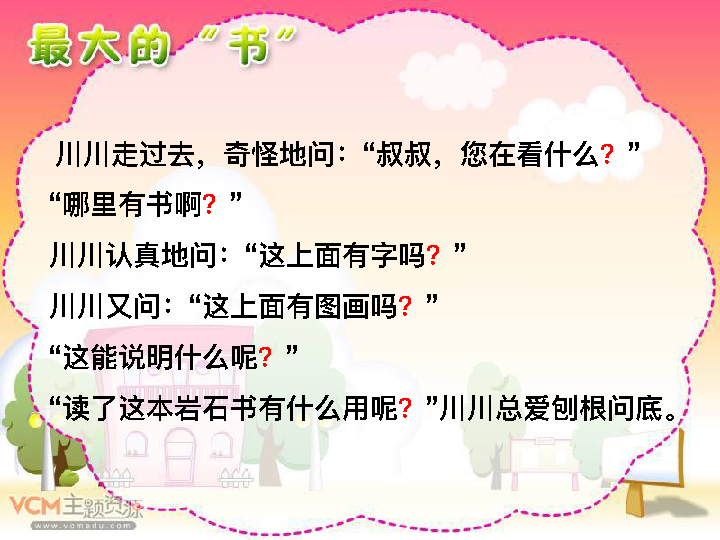 最大的“书”
川川走过去，奇怪地问：“叔叔，您在看什么？”
“哪里有书啊？”
川川认真地问：“这上面有字吗？”
川川又问：“这上面有图画吗？”
“这能说明什么呢？”
“读了这本岩石书有什么用呢？”川川总爱刨根问底。
VCM主题资源
www.vcmedu.com